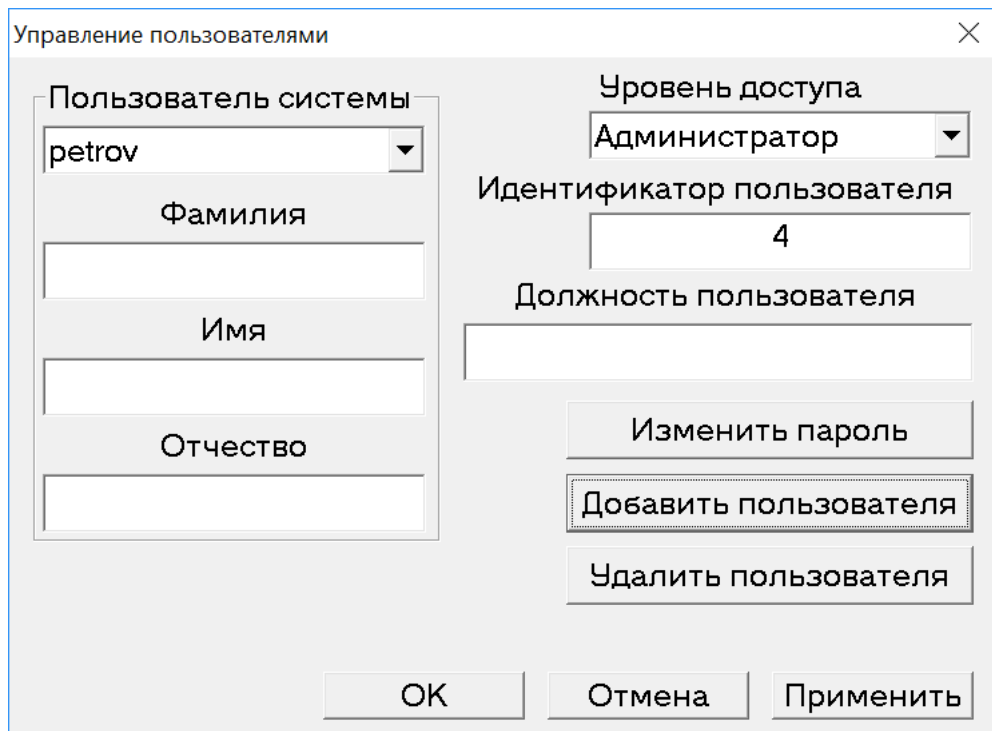 Управление пользователями
Пользователь системы
petrov
Фамилия
Имя
Отчество
Уровень доступа
Администратор
Идентификатор пользователя
4
Должность пользователя
Изменить пароль
Добавить пользователя
Удалить пользователя
OK
Отмена
Применить